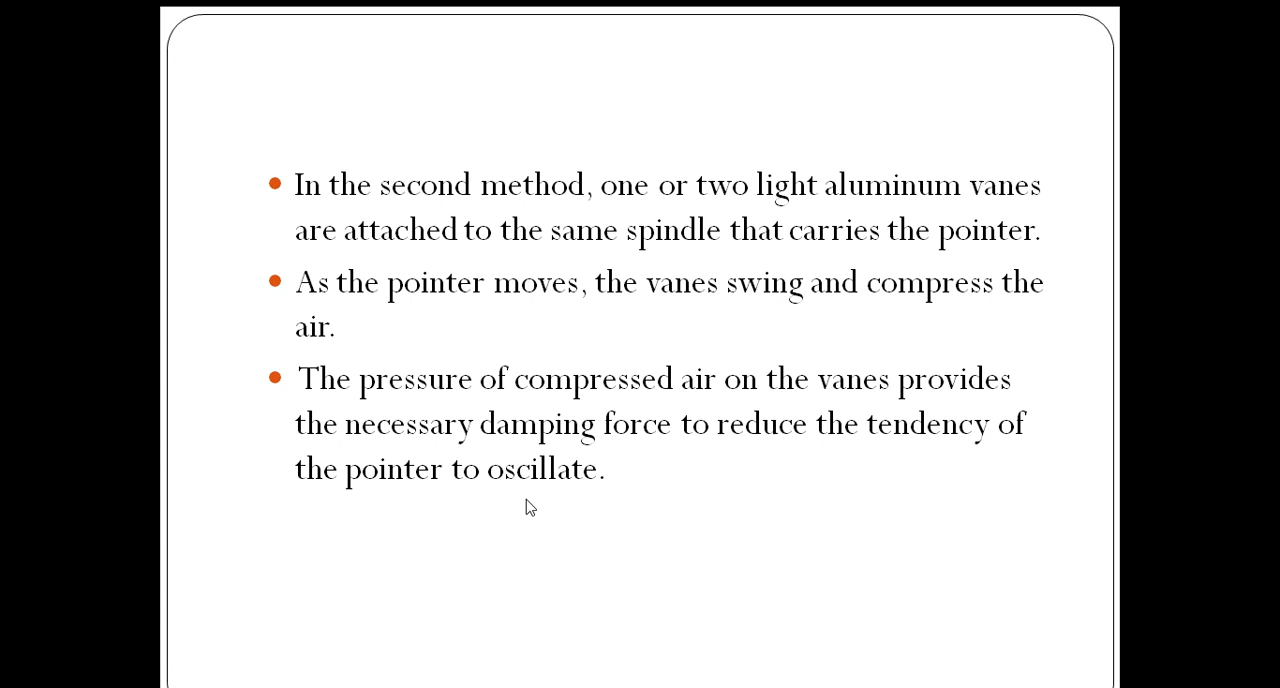 In the second method, one or two light aluminum vanes
are attached to the same spindle that carries the pointer.
As the pointer moves, the vanes swing and compress the
air.
The pressure of compressed air on the vanes provides
the necessary damping force to reduce the tendency of
the pointer to oscillate.